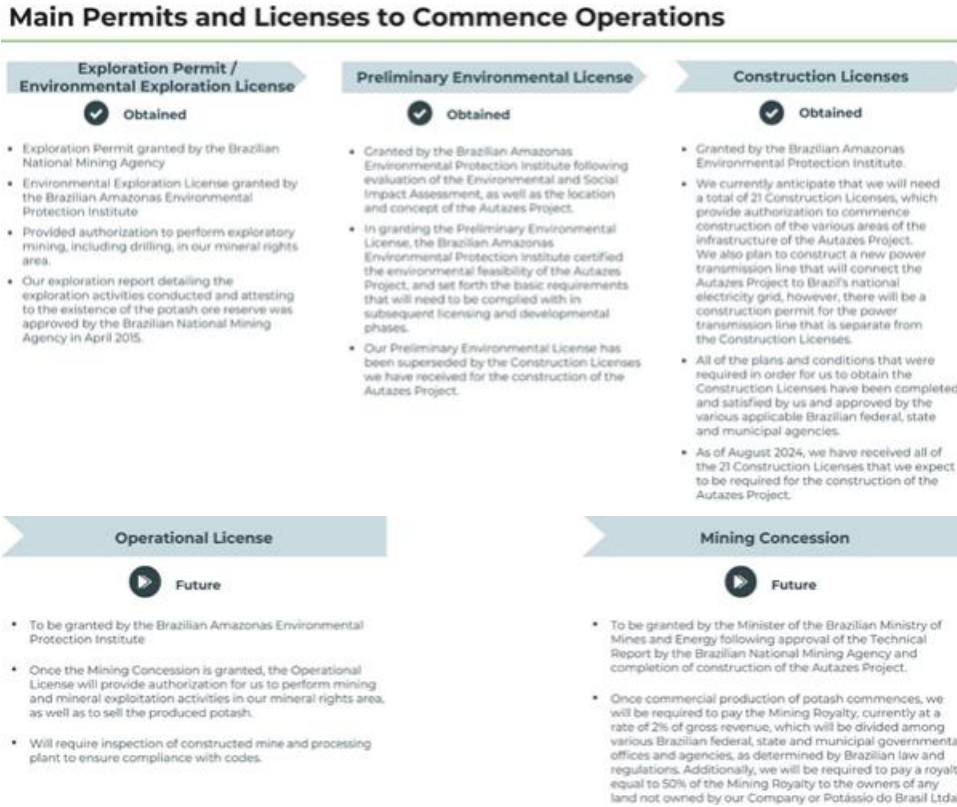 Main Permits and Licenses to Commence Operations
Exploration Permit /
Environmental Exploration License
Obtained
• Exploration Permit granted by the Brazilian
National Mining Agency
• Environmental Exploration License granted by
the Brazilian Amazonas Environmental
Protection Institute
• Provided authorization to perform exploratory
mining, including drilling, in our mineral rights
area.
• Our exploration report detailing the
exploration activities conducted and attesting
to the existence of the potash ore reserve was
approved by the Brazilian National Mining
Agency in April 2015.
Preliminary Environmental License
Obtained
• Granted by the Brazilian Amazonas
Environmental Protection Institute following
evaluation of the Environmental and Social
Impact Assessment, as well as the location
and concept of the Autazes Project.
• In granting the Preliminary Environmental
License, the Brazilian Amazonas
Environmental Protection Institute certified
the environmental feasibility of the Autazes
Project, and set forth the basic requirements
that will need to be complied with in
subsequent licensing and developmental
phases.
• Our Preliminary Environmental License has
been superseded by the Construction Licenses
we have received for the construction of the
Autazes Project.
Construction Licenses
Obtained
• Granted by the Brazilian Amazonas
Environmental Protection Institute.
• We currently anticipate that we will need
a total of 21 Construction Licenses, which
provide authorization to commence
construction of the various areas of the
infrastructure of the Autazes Project.
We also plan to construct a new power
transmission line that will connect the
Autazes Project to Brazil's national
electricity grid, however, there will be a
construction permit for the power
transmission line that is separate from
the Construction Licenses.
• All of the plans and conditions that were
required in order for us to obtain the
Construction Licenses have been completed
and satisfied by us and approved by the
various applicable Brazilian federal, state
and municipal agencies.
• As of August 2024, we have received all of
the 21 Construction Licenses that we expect
to be required for the construction of the
Autazes Project.
Operational License
Future
• To be granted by the Brazilian Amazonas Environmental
Protection Institute
• Once the Mining Concession is granted, the Operational
License will provide authorization for us to perform mining
and mineral exploitation activities in our mineral rights area,
as well as to sell the produced potash.
• Will require inspection of constructed mine and processing
plant to ensure compliance with codes.
Mining Concession
Future
• To be granted by the Minister of the Brazilian Ministry of
Mines and Energy following approval of the Technical
Report by the Brazilian National Mining Agency and
completion of construction of the Autazes Project.
• Once commercial production of potash commences, we
will be required to pay the Mining Royalty, currently at a
rate of 2% of gross revenue, which will be divided among
various Brazilian federal, state and municipal governmenta
offices and agencies, as determined by Brazilian law and
regulations. Additionally, we will be required to pay a royalt
equal to 50% of the Mining Royalty to the owners of any
land not owned by our Company or Potássio do Brasil Ltda